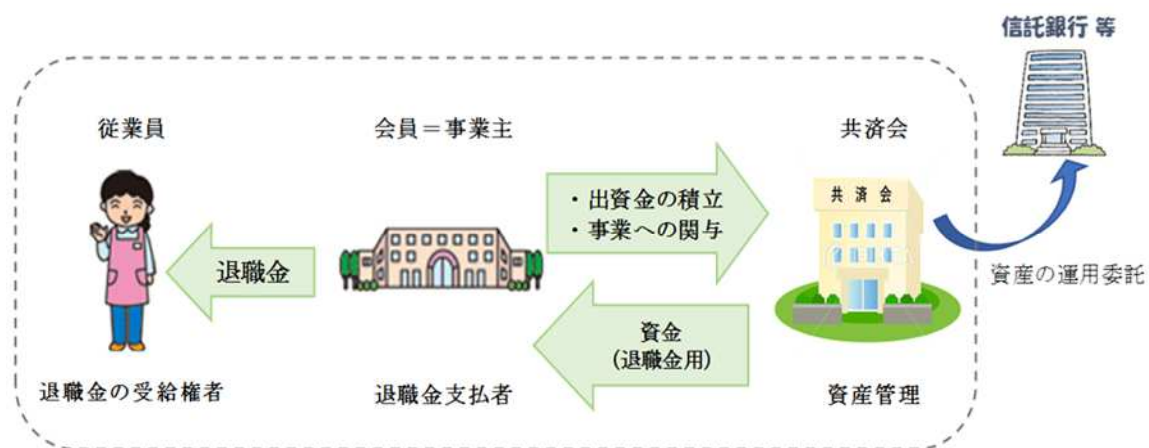 信託銀行 等
従業員
会員＝事業主
共済会
・出資金の積立
・事業への関与
共済会
退職金
資産の運用委託
資金
(退職金用)
退職金の受給権者
退職金支払者
資産管理